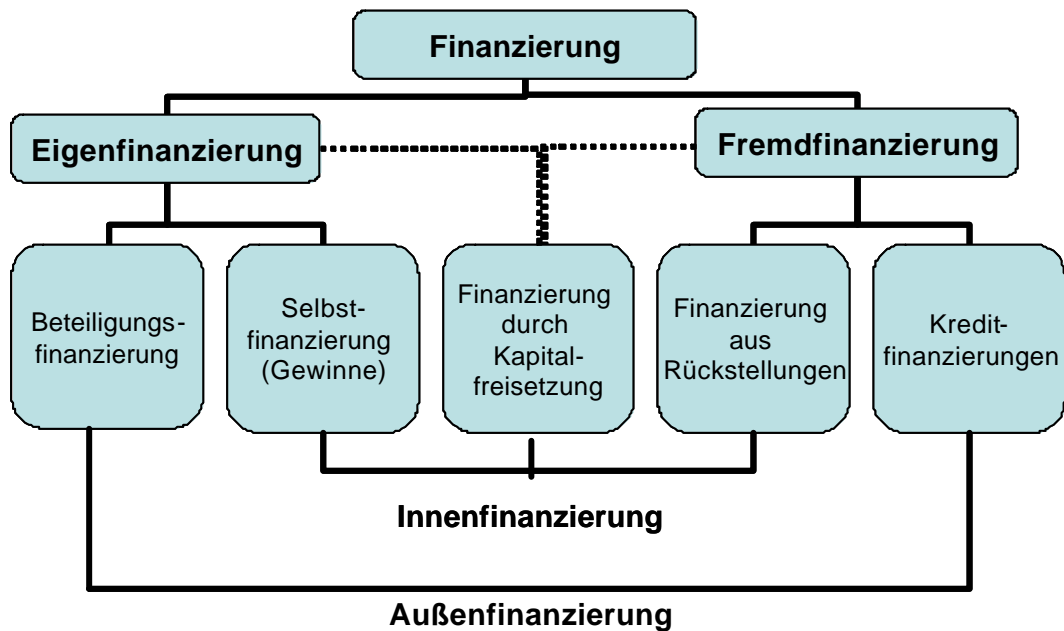 Finanzierung
Eigenfinanzierung
Fremdfinanzierung
Beteiligungs-
finanzierung
Selbst-
finanzierung
(Gewinne)
Finanzierung
durch
Kapital-
freisetzung
Finanzierung
aus
Rückstellungen
Kredit-
finanzierungen
Innenfinanzierung
Außenfinanzierung